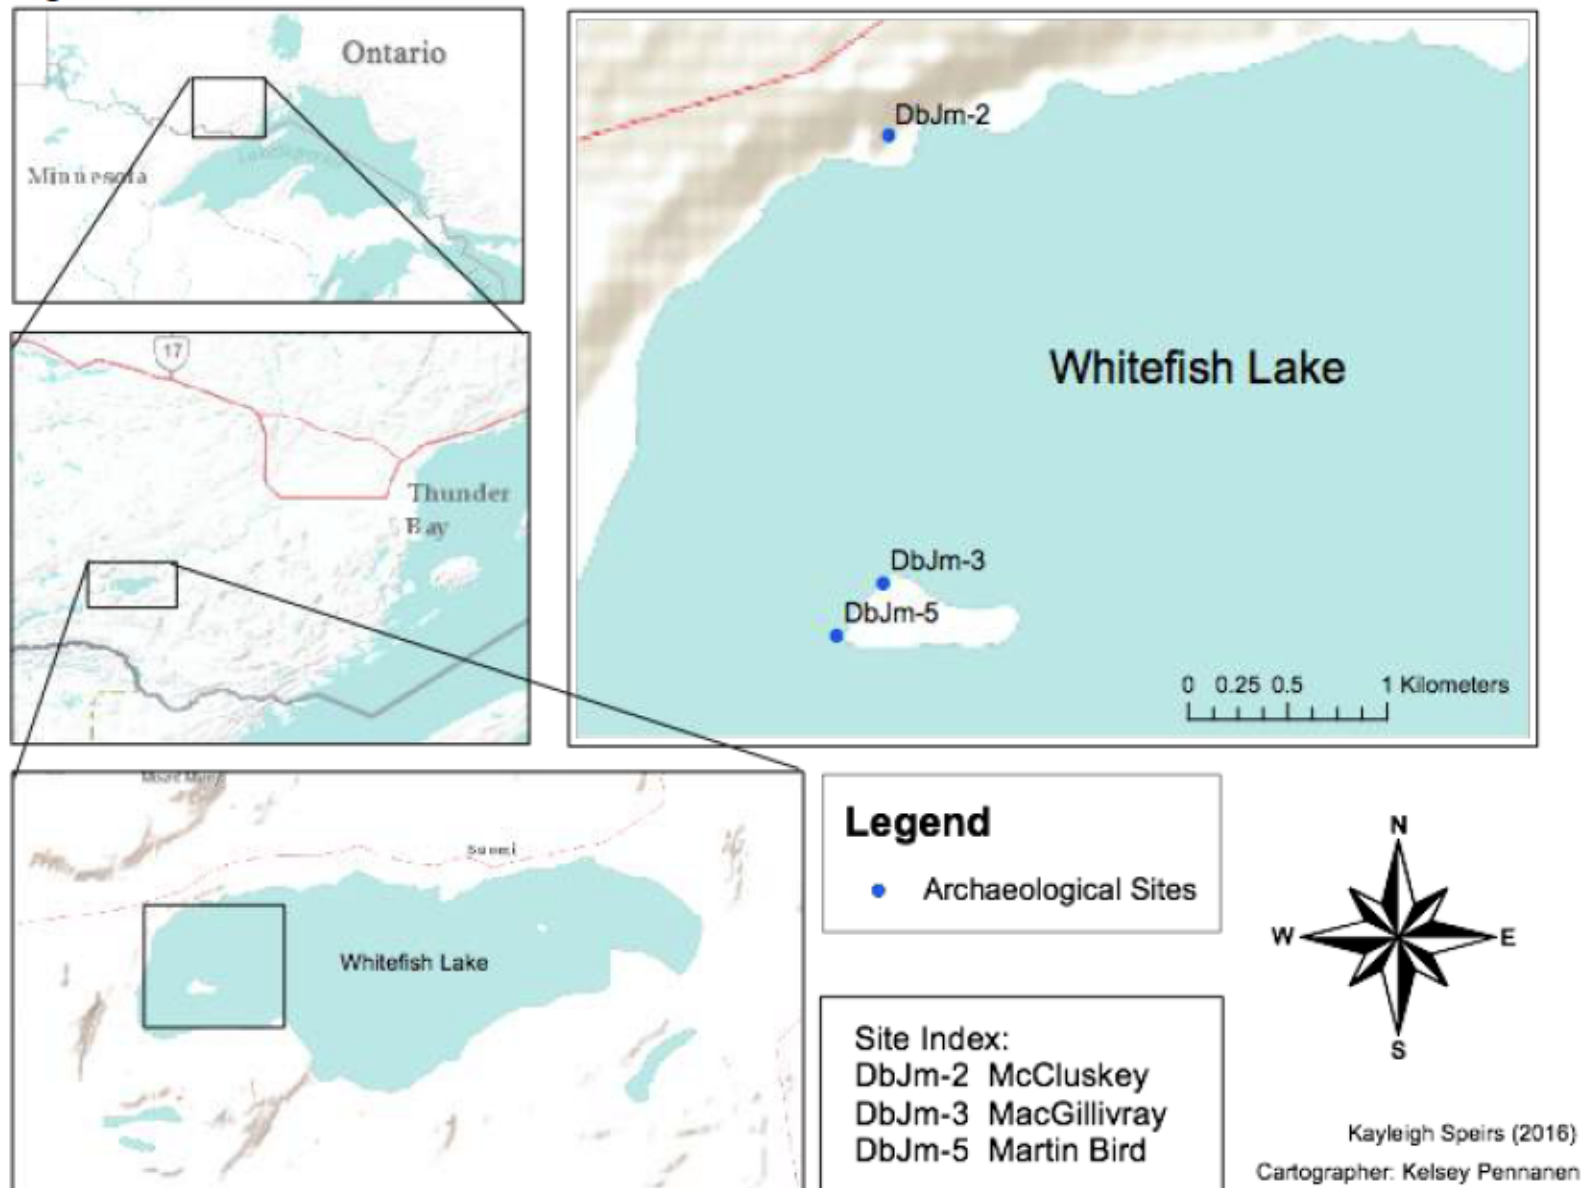 Ontario
Minnesota
17
Thunder
Bay
DbJm-2
Whitefish Lake
DbJm-3
DbJm-5
0 0.25 0.5 1 Kilometers
Whitefish Lake
Legend
Archaeological Sites
Site Index:
DbJm-2 McCluskey
DbJm-3 MacGillivray
DbJm-5 Martin Bird
N
W E
S
Kayleigh Speirs (2016)
Cartographer: Kelsey Pennanen